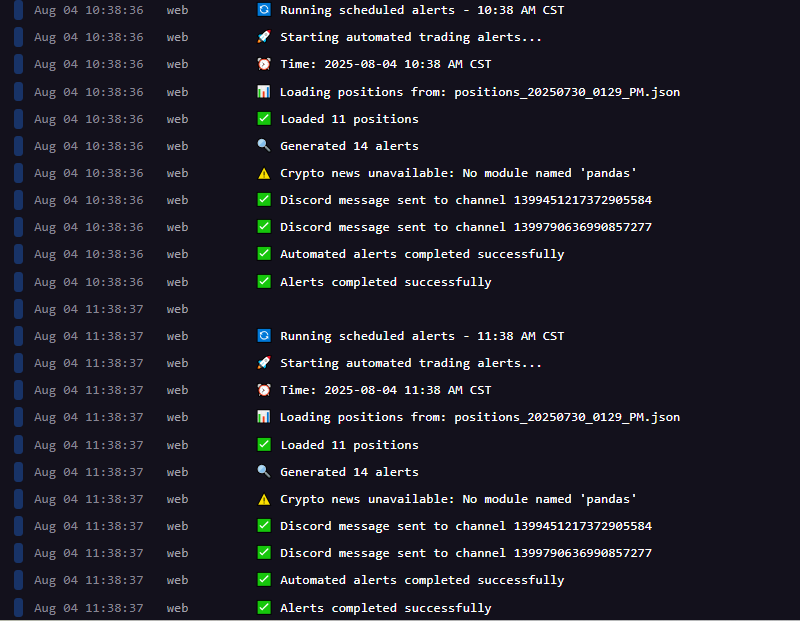 Aug 04 10:38:36 web 🔄 Running scheduled alerts - 10:38 AM CST
Aug 04 10:38:36 web 🚀 Starting automated trading alerts...
Aug 04 10:38:36 web ⏰ Time: 2025-08-04 10:38 AM CST
Aug 04 10:38:36 web 📊 Loading positions from: positions_20250730_0129_PM.json
Aug 04 10:38:36 web ✅ Loaded 11 positions
Aug 04 10:38:36 web 🔍 Generated 14 alerts
Aug 04 10:38:36 web ⚠️ Crypto news unavailable: No module named 'pandas'
Aug 04 10:38:36 web ✅ Discord message sent to channel 1399451217372905584
Aug 04 10:38:36 web ✅ Discord message sent to channel 1399790636990857277
Aug 04 10:38:36 web ✅ Automated alerts completed successfully
Aug 04 10:38:36 web ✅ Alerts completed successfully
Aug 04 11:38:37 web
Aug 04 11:38:37 web 🔄 Running scheduled alerts - 11:38 AM CST
Aug 04 11:38:37 web 🚀 Starting automated trading alerts...
Aug 04 11:38:37 web ⏰ Time: 2025-08-04 11:38 AM CST
Aug 04 11:38:37 web 📊 Loading positions from: positions_20250730_0129_PM.json
Aug 04 11:38:37 web ✅ Loaded 11 positions
Aug 04 11:38:37 web 🔍 Generated 14 alerts
Aug 04 11:38:37 web ⚠️ Crypto news unavailable: No module named 'pandas'
Aug 04 11:38:37 web ✅ Discord message sent to channel 1399451217372905584
Aug 04 11:38:37 web ✅ Discord message sent to channel 1399790636990857277
Aug 04 11:38:37 web ✅ Automated alerts completed successfully
Aug 04 11:38:37 web ✅ Alerts completed successfully